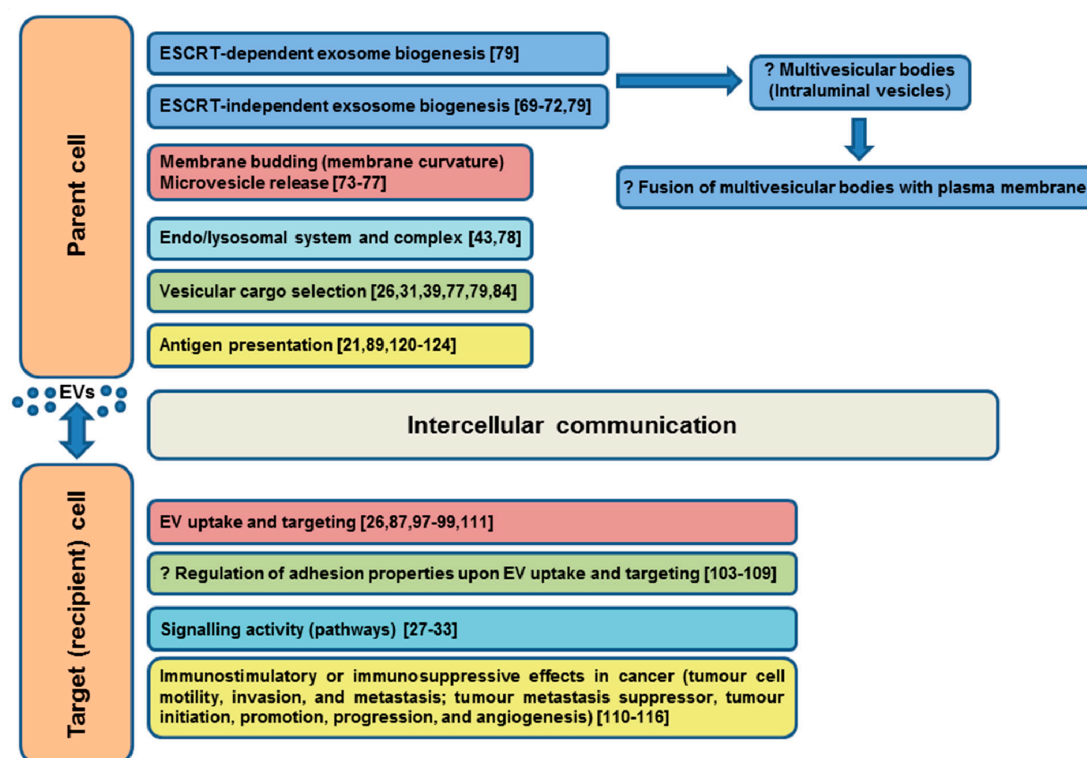 Parent cell
ESCRT-dependent exosome biogenesis [79]
ESCRT-independent exsosome biogenesis [69-72,79]
? Multivesicular bodies
(Intraluminal vesicles)
? Fusion of multivesicular bodies with plasma membrane
Membrane budding (membrane curvature)
Microvesicle release [73-77]
Endo/lysosomal system and complex [43,78]
Vesicular cargo selection [26,31,39,77,79,84]
Antigen presentation [21,89,120-124]
EVs
Intercellular communication
Target (recipient) cell
EV uptake and targeting [26,87,97-99,111]
? Regulation of adhesion properties upon EV uptake and targeting [103-109]
Signalling activity (pathways) [27-33]
Immunostimulatory or immunosuppressive effects in cancer (tumour cell
motility, invasion, and metastasis; tumour metastasis suppressor, tumour
initiation, promotion, progression, and angiogenesis) [110-116]